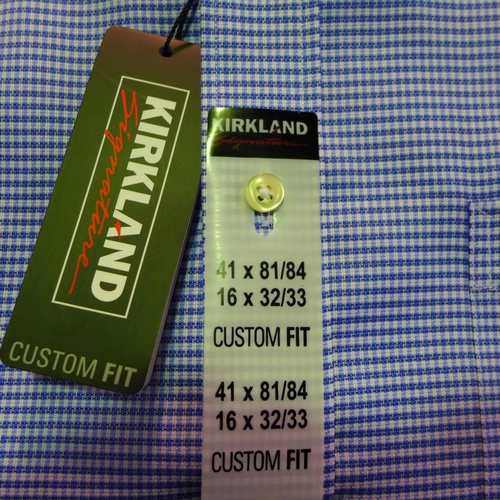 KIRKLAND
Signature
CUSTOM FIT
KIRKLAND
Signature
41 x 81/84
16 x 32/33
CUSTOM FIT
41 x 81/84
16 x 32/33
CUSTOM FIT